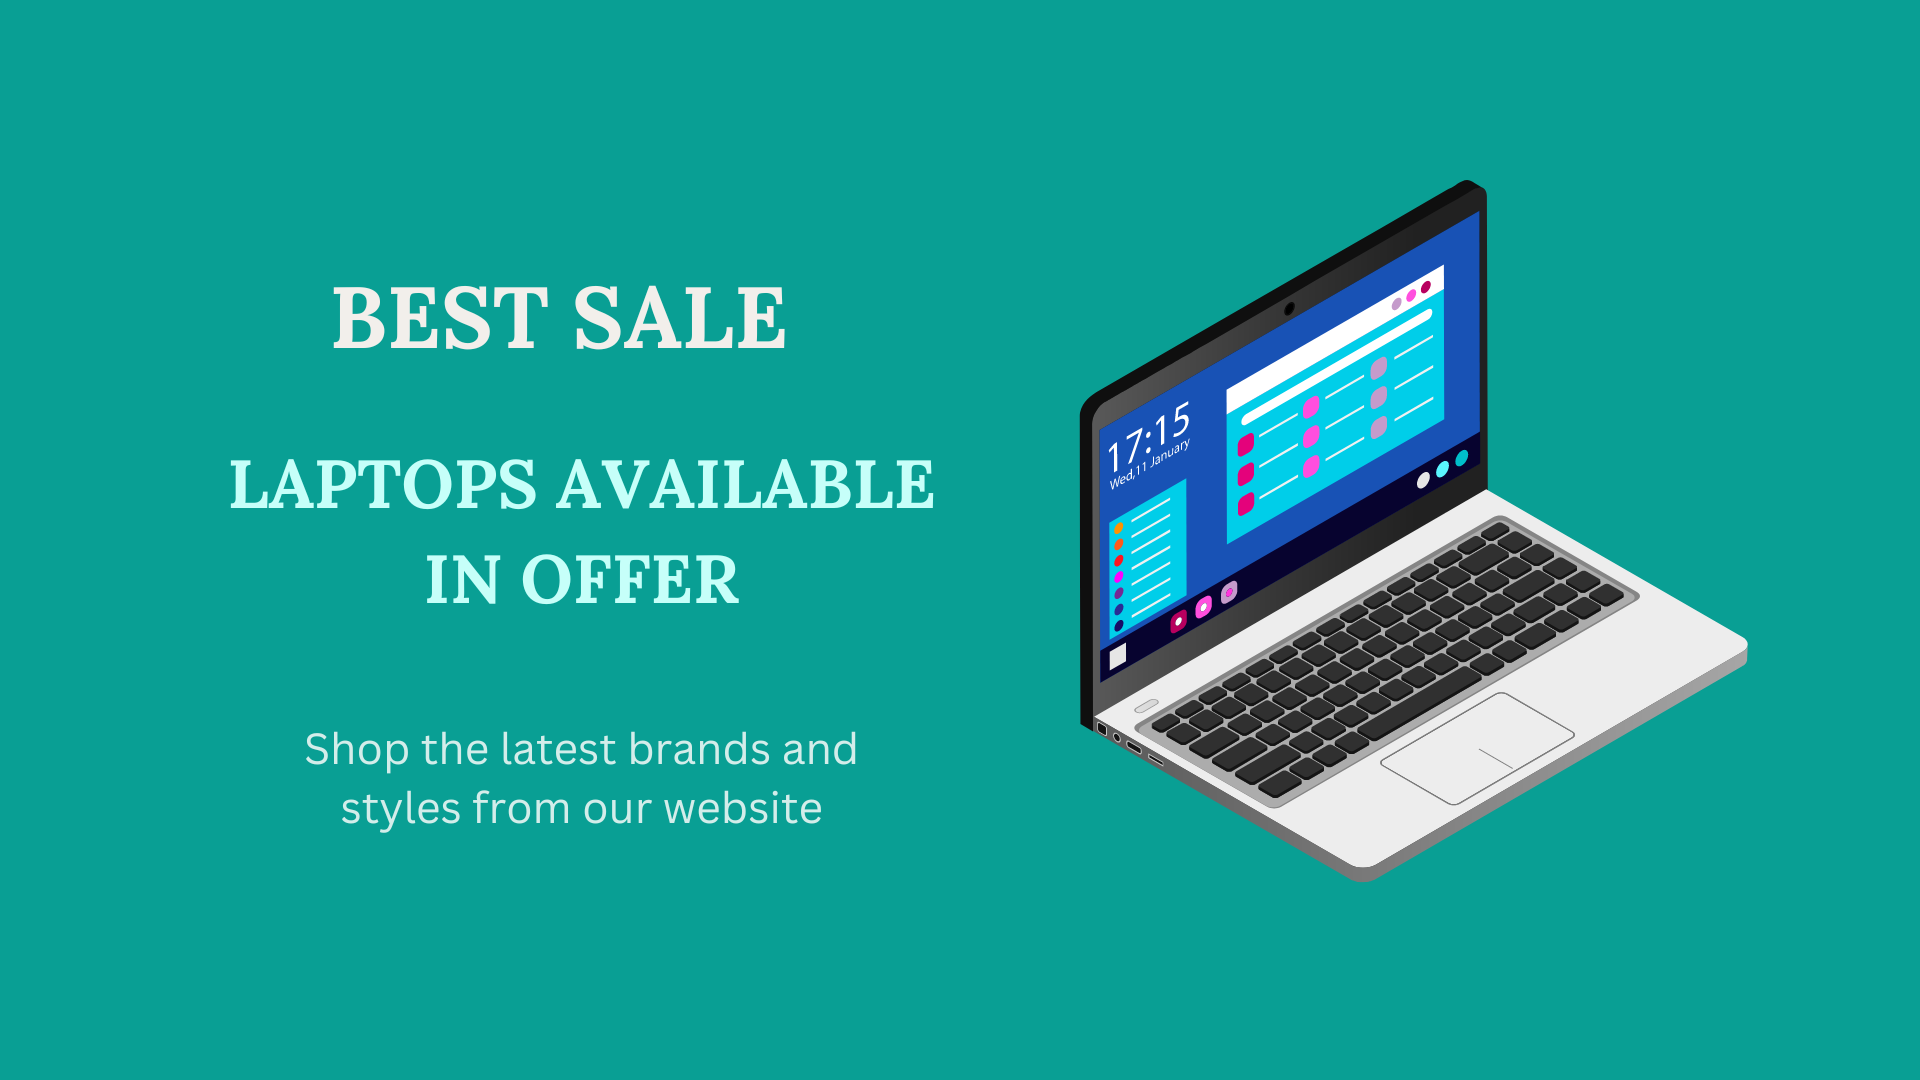 BEST SALE
LAPTOPS AVAILABLE
IN OFFER
Shop the latest brands and
styles from our website
17:15
Wed,11 January